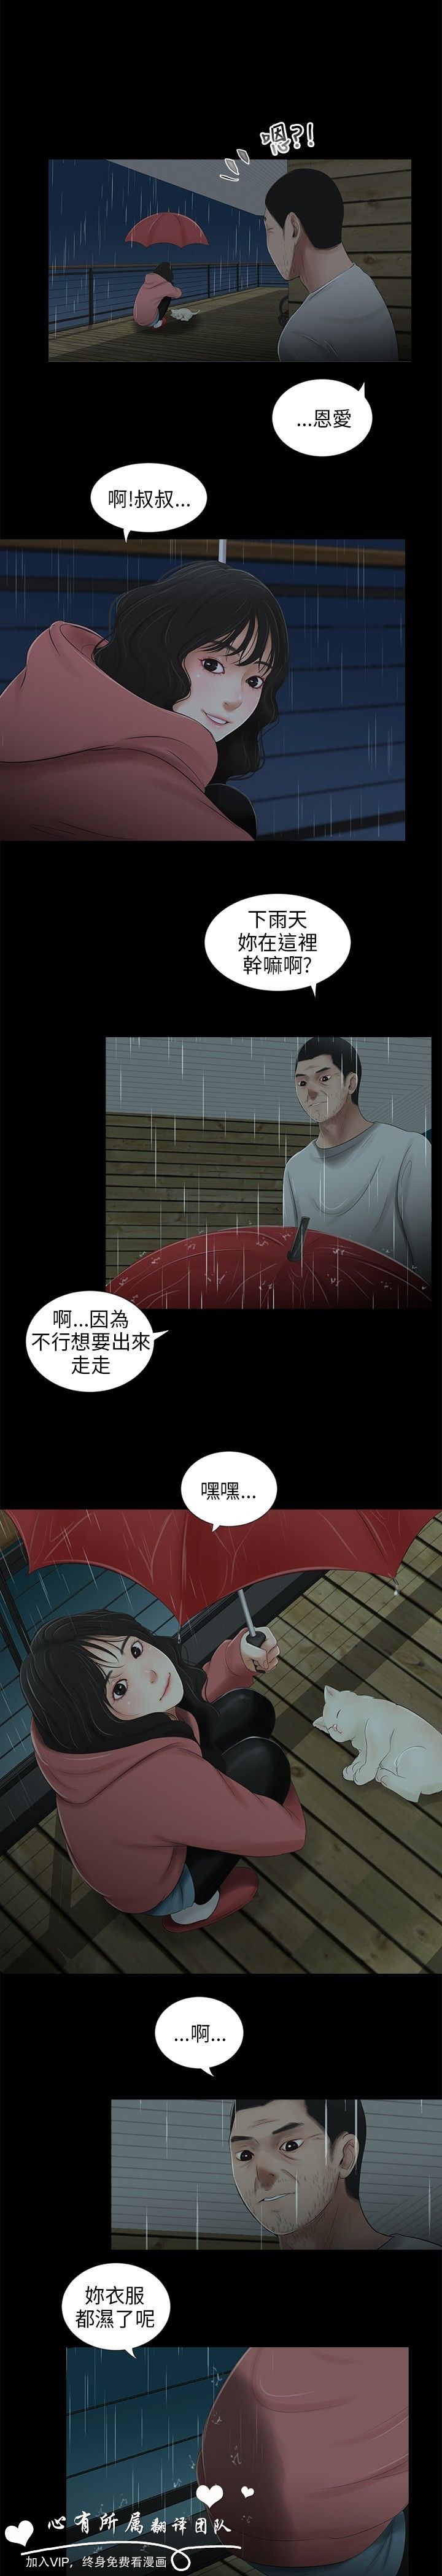 嗯?!
...恩愛
啊!叔叔...
下雨天
妳在這裡
幹嘛啊?
啊...因為
不行想要出來
走走
嘿嘿...
...啊...
妳衣服
都濕了呢
心有所属翻译团队
加入VIP，终身免费看漫画